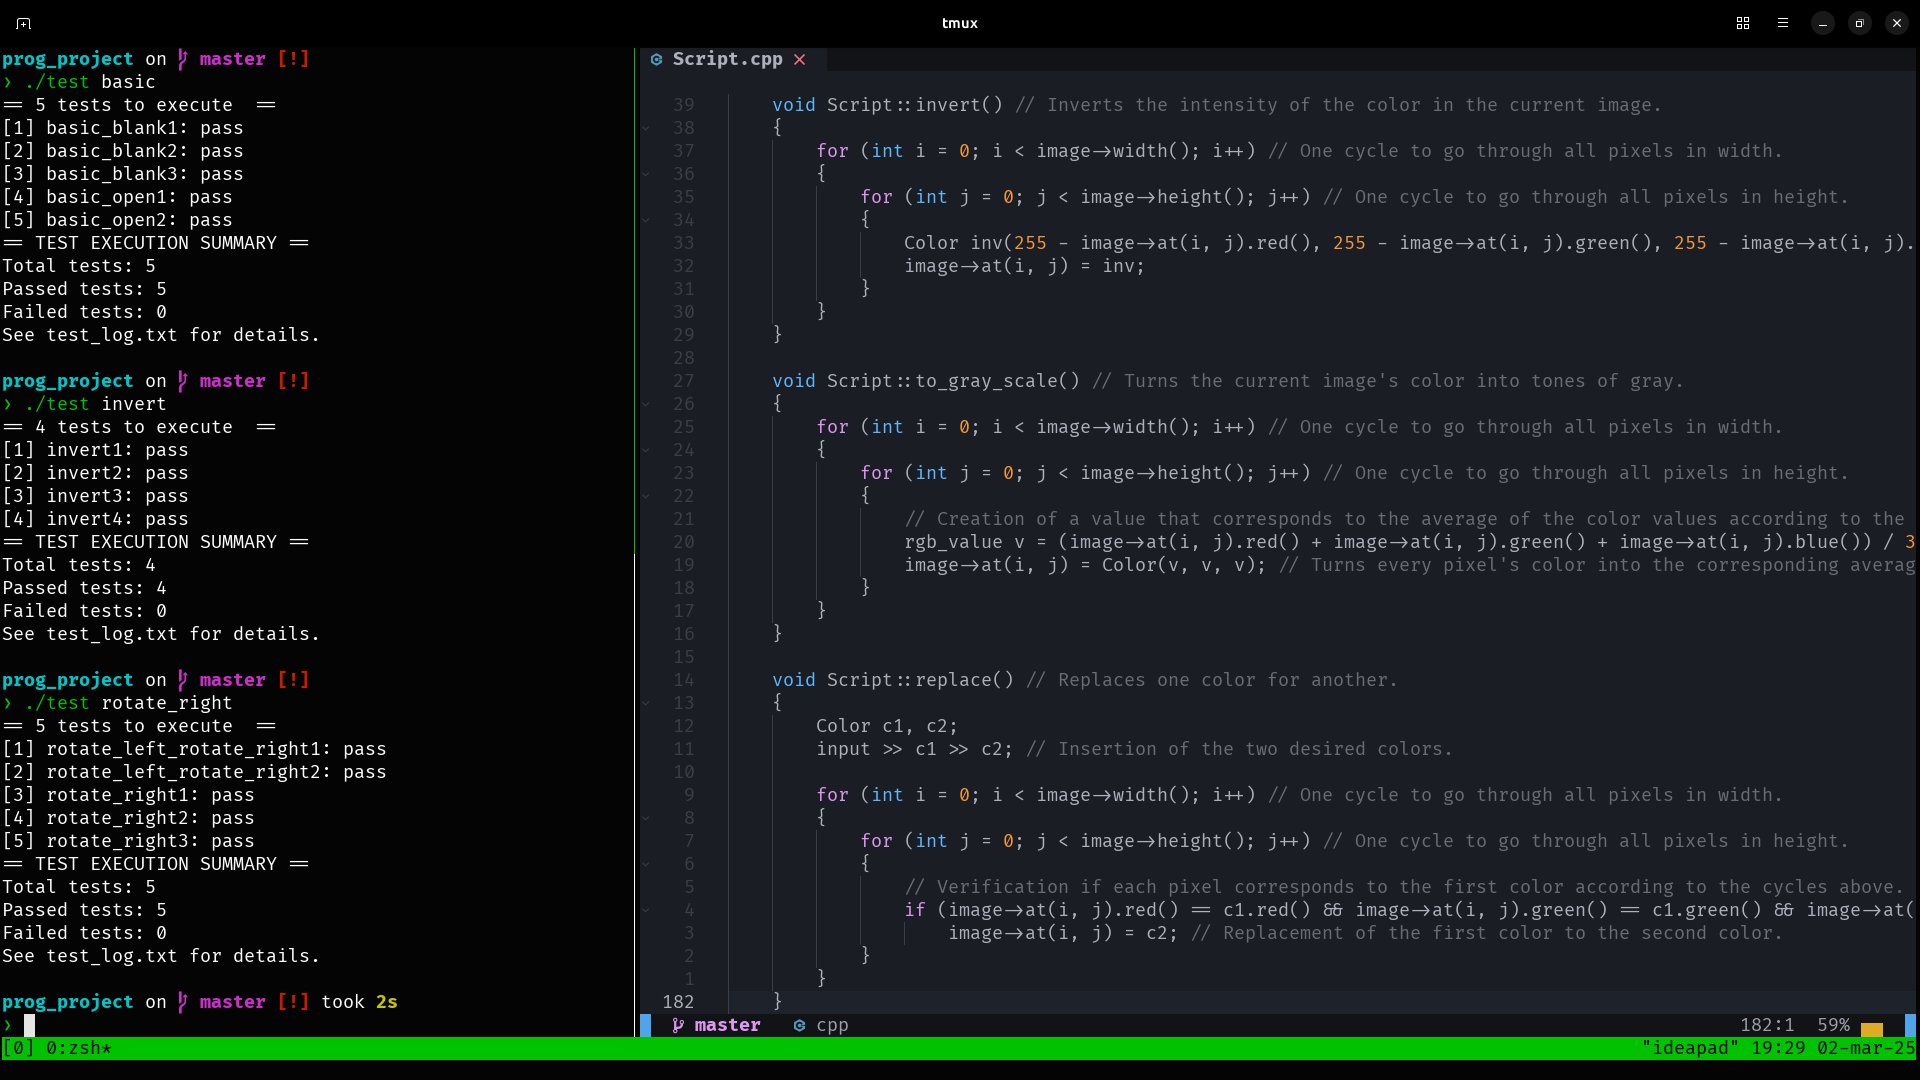 tmux
prog_project on master [!]
❯ ./test basic
== 5 tests to execute  ==
[1] basic_blank1: pass
[2] basic_blank2: pass
[3] basic_blank3: pass
[4] basic_open1: pass
[5] basic_open2: pass
== TEST EXECUTION SUMMARY ==
Total tests: 5
Passed tests: 5
Failed tests: 0
See test_log.txt for details.
prog_project on master [!]
❯ ./test invert
== 4 tests to execute  ==
[1] invert1: pass
[2] invert2: pass
[3] invert3: pass
[4] invert4: pass
== TEST EXECUTION SUMMARY ==
Total tests: 4
Passed tests: 4
Failed tests: 0
See test_log.txt for details.
prog_project on master [!]
❯ ./test rotate_right
== 5 tests to execute  ==
[1] rotate_left_rotate_right1: pass
[2] rotate_left_rotate_right2: pass
[3] rotate_right1: pass
[4] rotate_right2: pass
[5] rotate_right3: pass
== TEST EXECUTION SUMMARY ==
Total tests: 5
Passed tests: 5
Failed tests: 0
See test_log.txt for details.
prog_project on master [!] took 2s
❯
Script.cpp
39 void Script::invert() // Inverts the intensity of the color in the current image.
38 {
37 for (int i = 0; i < image->width(); i++) // One cycle to go through all pixels in width.
36 {
35 for (int j = 0; j < image->height(); j++) // One cycle to go through all pixels in height.
34 {
33 Color inv(255 - image->at(i, j).red(), 255 - image->at(i, j).green(), 255 - image->at(i, j).
32 image->at(i, j) = inv;
31 }
30 }
29 }
28
27 void Script::to_gray_scale() // Turns the current image's color into tones of gray.
26 {
25 for (int i = 0; i < image->width(); i++) // One cycle to go through all pixels in width.
24 {
23 for (int j = 0; j < image->height(); j++) // One cycle to go through all pixels in height.
22 {
21 // Creation of a value that corresponds to the average of the color values according to the
20 rgb_value v = (image->at(i, j).red() + image->at(i, j).green() + image->at(i, j).blue()) / 3
19 image->at(i, j) = Color(v, v, v); // Turns every pixel's color into the corresponding averag
18 }
17 }
16 }
15
14 void Script::replace() // Replaces one color for another.
13 {
12 Color c1, c2;
11 input >> c1 >> c2; // Insertion of the two desired colors.
10
9 for (int i = 0; i < image->width(); i++) // One cycle to go through all pixels in width.
8 {
7 for (int j = 0; j < image->height(); j++) // One cycle to go through all pixels in height.
6 {
5 // Verification if each pixel corresponds to the first color according to the cycles above.
4 if (image->at(i, j).red() == c1.red() && image->at(i, j).green() == c1.green() && image->at(
3 image->at(i, j) = c2; // Replacement of the first color to the second color.
2 }
1 }
182 }
master cpp 182:1 59%
[0] 0:zsh* "ideapad" 19:29 02-mar-25